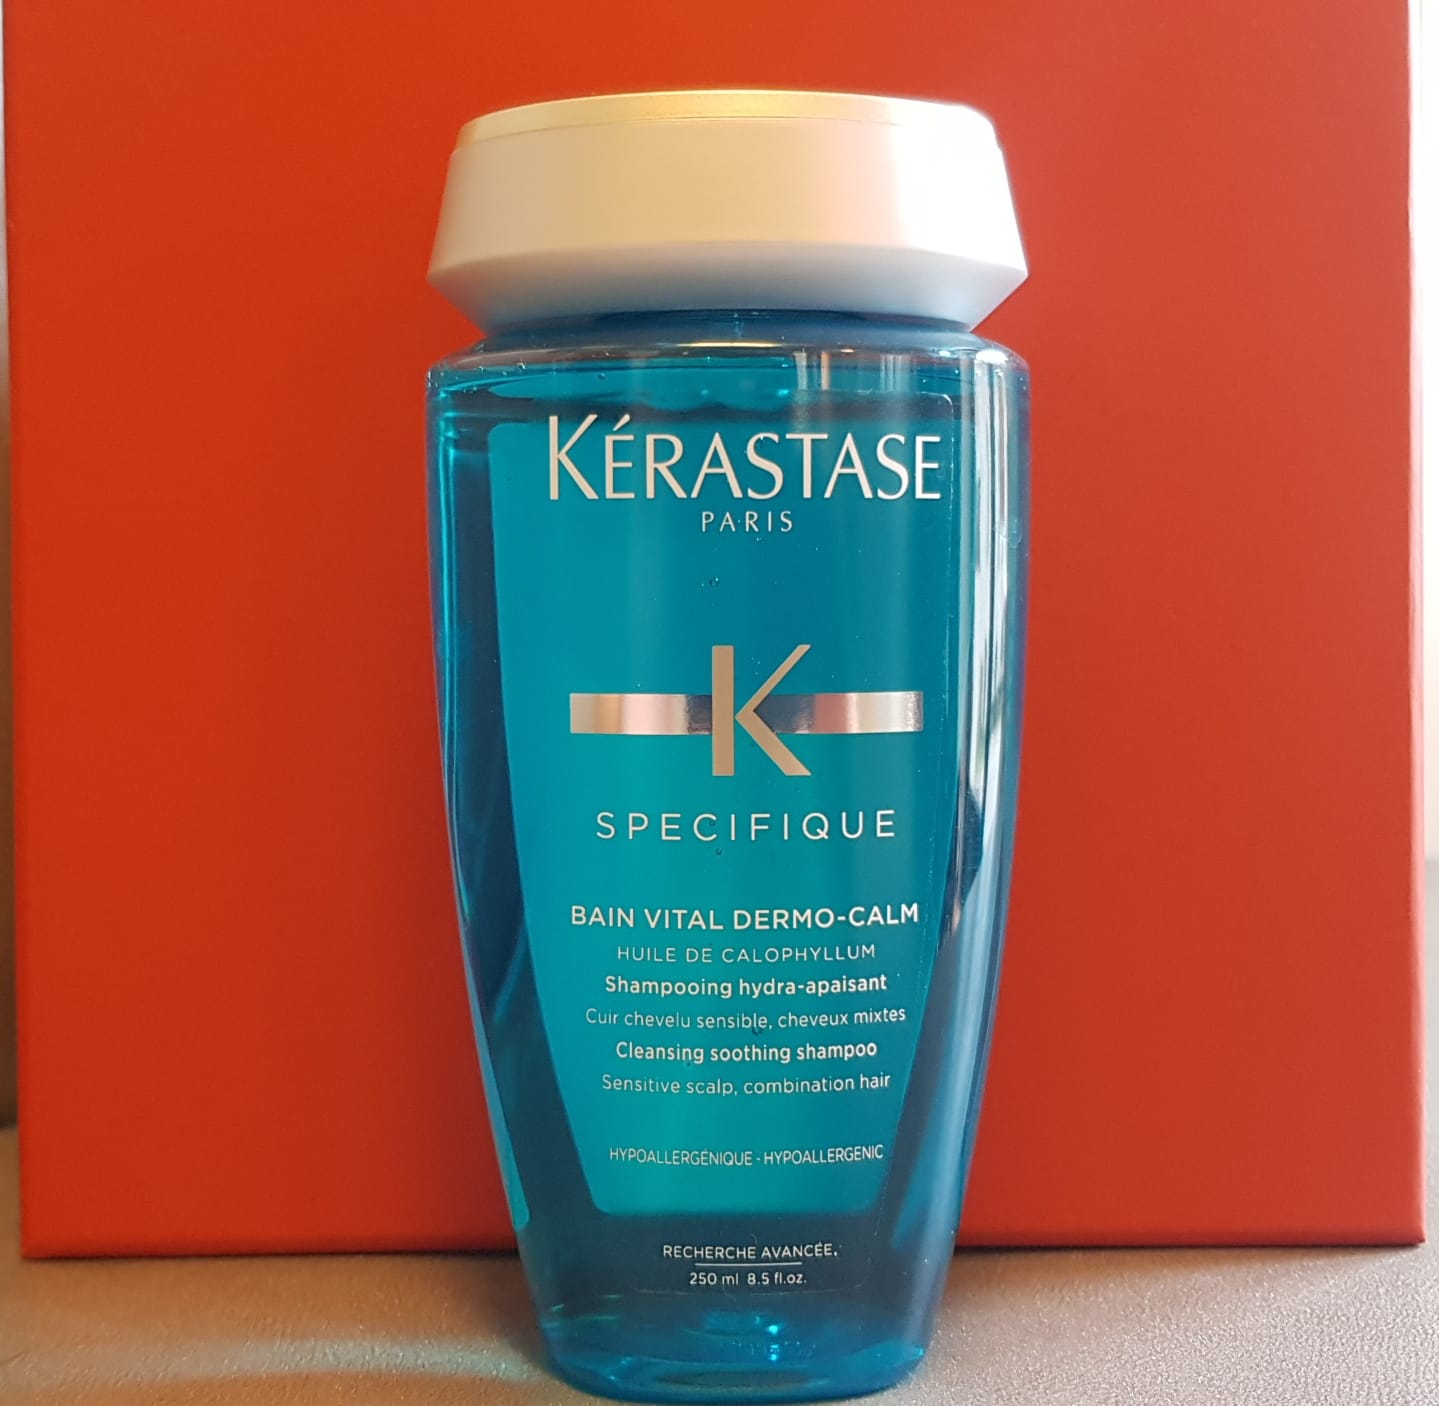 KÉRASTASE
PARIS
K
SPECIFIQUE
BAIN VITAL DERMO-CALM
HUILE DE CALOPHYLLUM
Shampooing hydra-apaisant
Cuir chevelu sensible, cheveux mixtes
Cleansing soothing shampoo
Sensitive scalp, combination hair
HYPOALLERGÉNIQUE - HYPOALLERGENIC
RECHERCHE AVANCÉE.
250 ml 8.5 fl.oz.